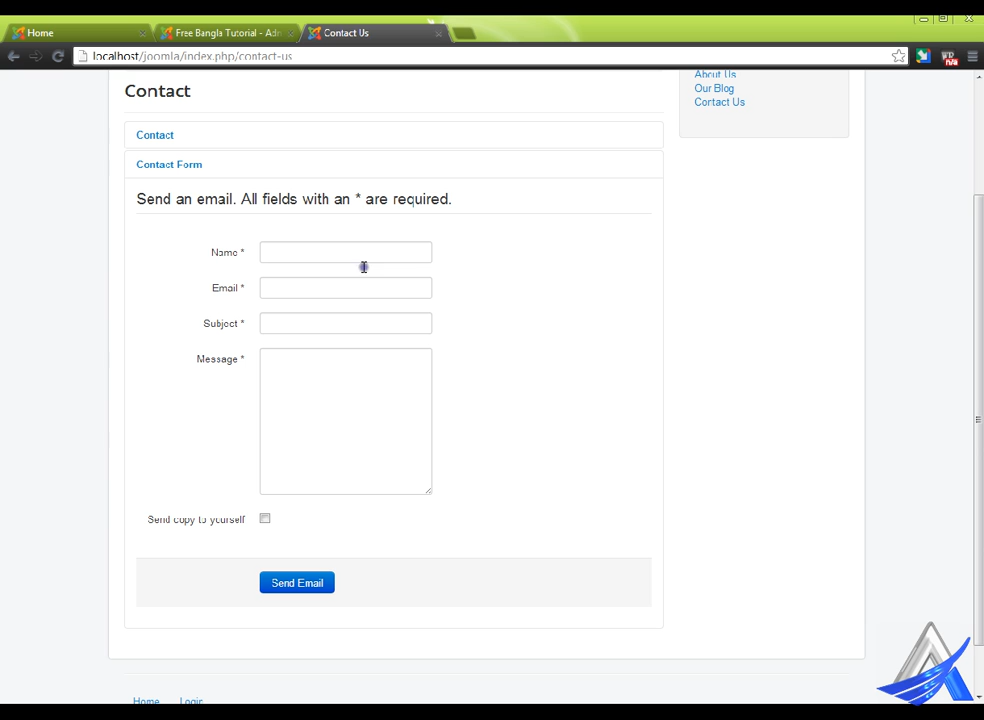 Home
Free Bangla Tutorial - Adm
Contact Us
localhost/joomla/index.php/contact-us
About Us
Our Blog
Contact Us
Contact
Contact
Contact Form
Send an email. All fields with an * are required.
Name *
Email *
Subject *
Message *
Send copy to yourself
Send Email
Home Login